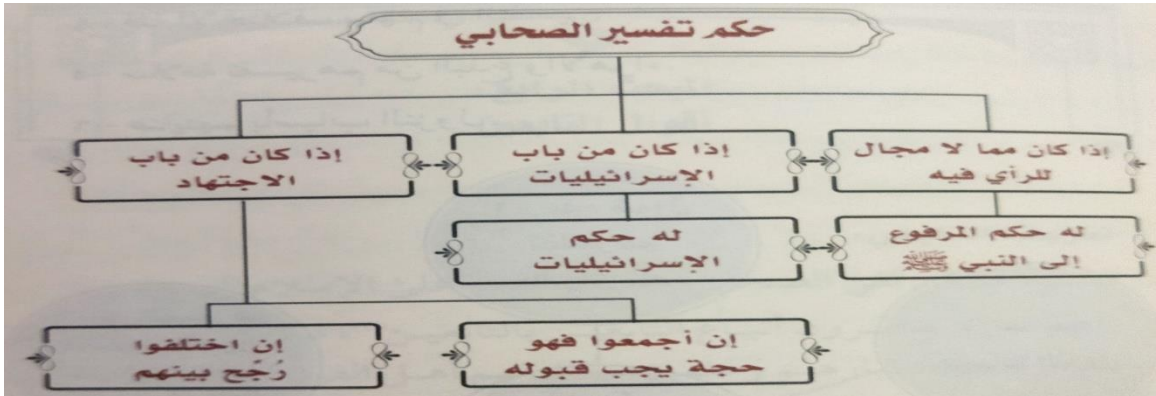 حكم تفسير الصحابي
إذا كان مما لا مجال
للرأي فيه
إذا كان من باب
الإسرائيليات
إذا كان من باب
الاجتهاد
له حكم المرفوع
إلى النبي ﷺ
له حكم
الإسرائيليات
إن أجمعوا فهو
حجة يجب قبوله
إن اختلفوا
رُجّح بينهم